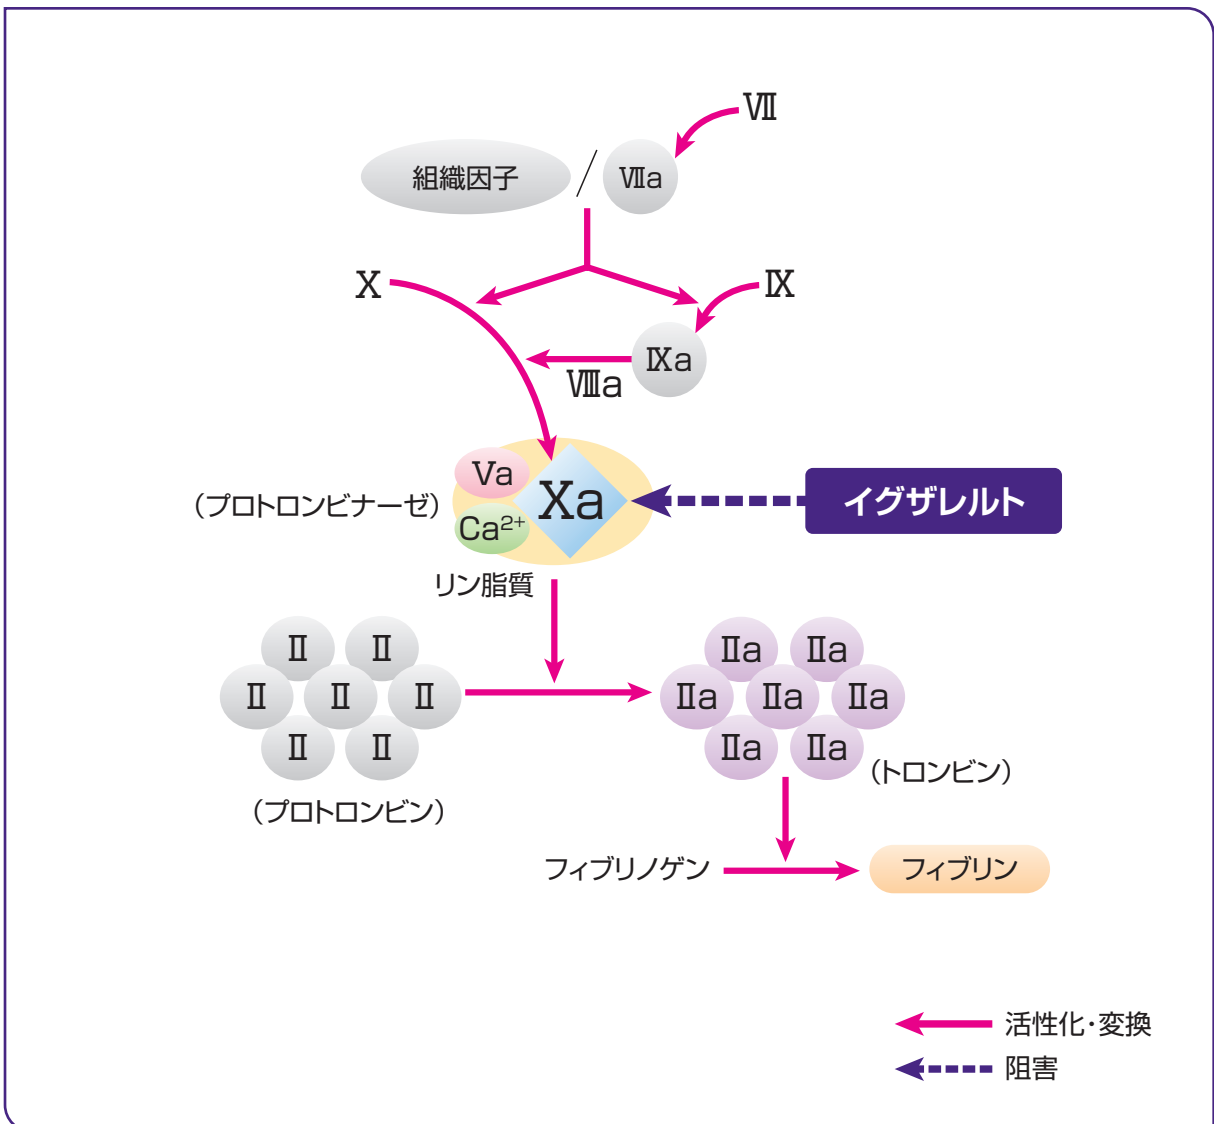 Ⅶ
組織因子
/
Ⅶa
Ⅹ
Ⅸ
Ⅸa
Ⅷa
Va
Ca²⁺
Ⅹa
(プロトロンビナーゼ)
イグザレルト
リン脂質
Ⅱ Ⅱ
Ⅱ Ⅱ Ⅱ
Ⅱ Ⅱ
(プロトロンビン)
Ⅱa Ⅱa
Ⅱa Ⅱa Ⅱa
Ⅱa Ⅱa
(トロンビン)
フィブリノゲン
フィブリン
活性化・変換
阻害